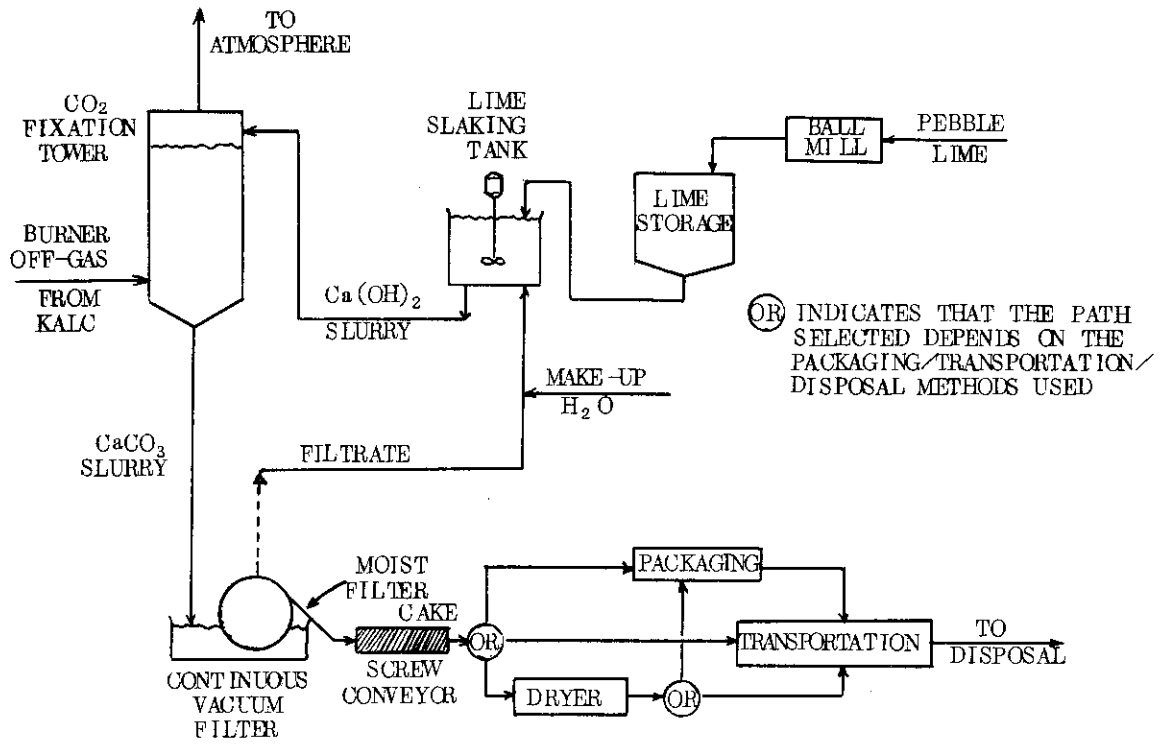 TO
ATMOSPHERE
CO₂
FIXATION
TOWER
LIME
SLAKING
TANK
BALL
MILL
PEBBLE
LIME
LIME
STORAGE
BURNER
OFF-GAS
FROM
KALC
Ca(OH)₂
SLURRY
OR INDICATES THAT THE PATH
SELECTED DEPENDS ON THE
PACKAGING/TRANSPORTATION/
DISPOSAL METHODS USED
MAKE-UP
H₂O
CaCO₃
SLURRY
FILTRATE
MOIST
FILTER
CAKE
PACKAGING
OR
TRANSPORTATION
TO
DISPOSAL
SCREW
CONVEYOR
DRYER
OR
CONTINUOUS
VACUUM
FILTER